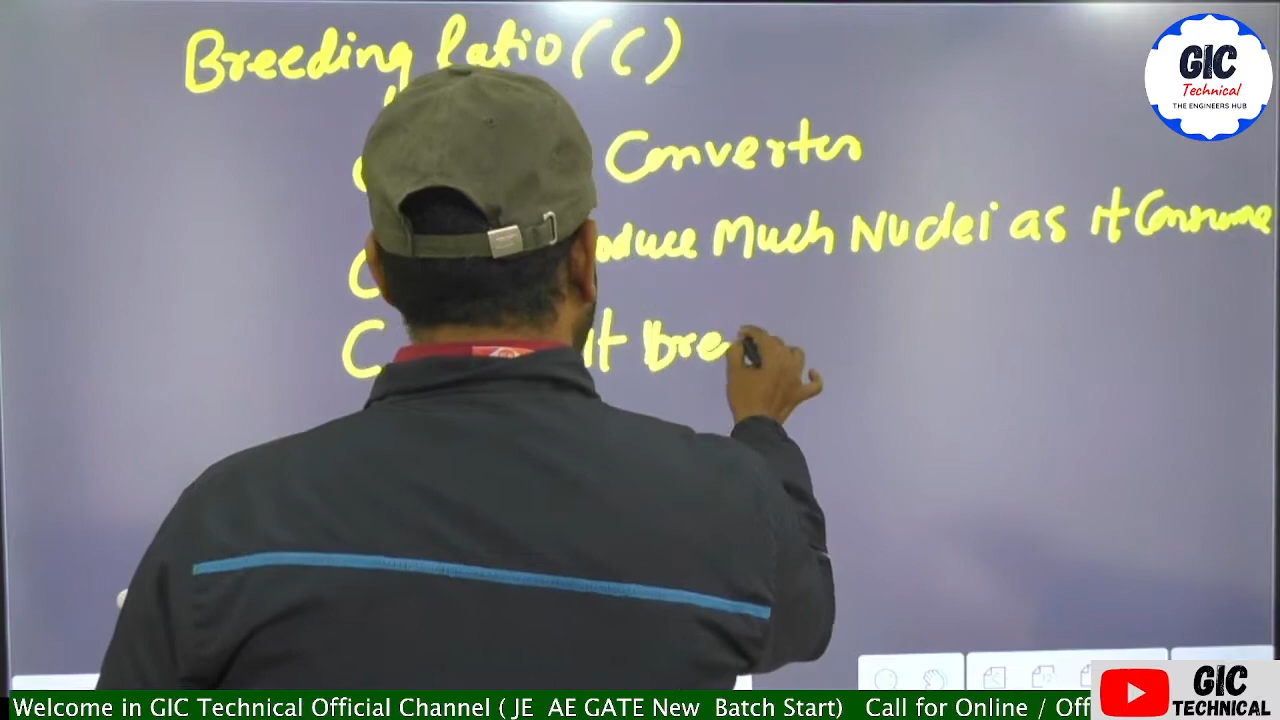 Breeding Ratio (C)
Converter
oduce Much Nuclei as it Consume
C It Bre
GIC
Technical
THE ENGINEERS HUB
GIC
TECHNICAL
Welcome in GIC Technical Official Channel ( JE AE GATE New Batch Start) Call for Online / Off